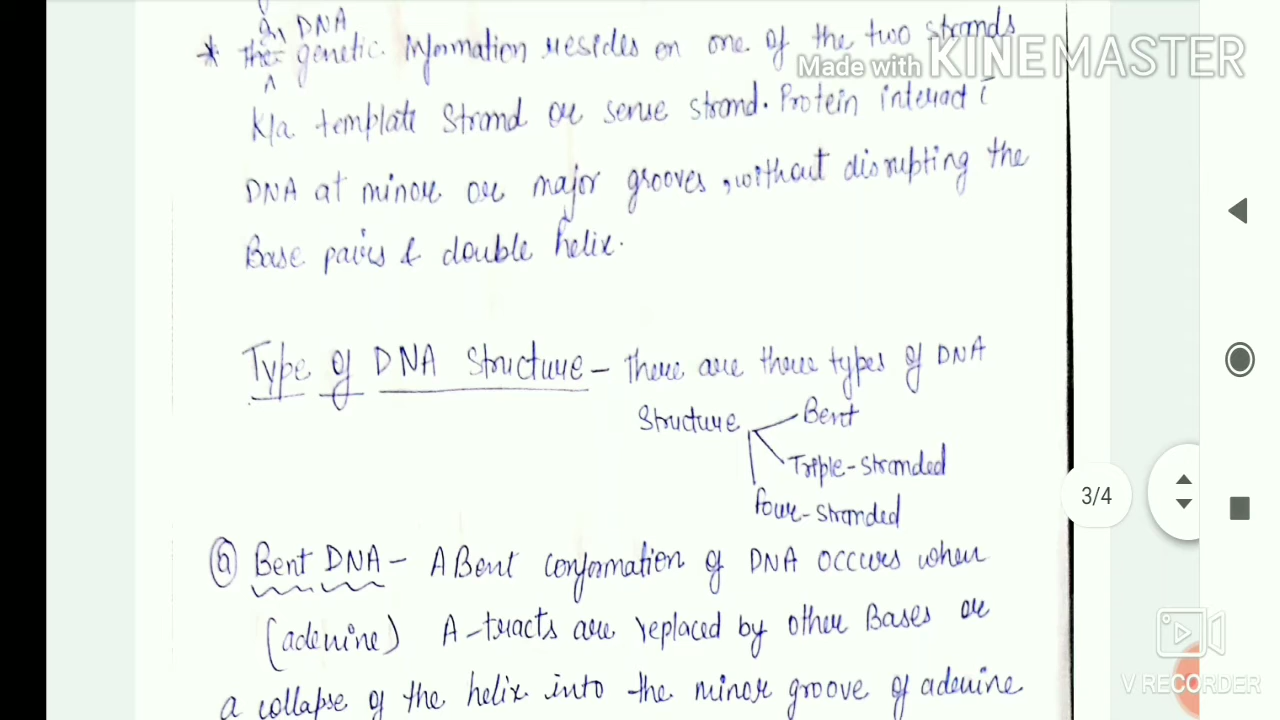 in DNA
* the genetic information resides on one of the two strands
Made with KINEMASTER
K/a template strand or sense strand. Protein interact c̄
DNA at minor or major grooves, without disrupting the
Base pairs & double helix.
Type of DNA Structure - There are three types of DNA
Structure
Bent
Triple-stranded
3/4
four-stranded
ⓐ Bent DNA - A Bent conformation of DNA occurs when
(adenine) A-tracts are replaced by other Bases or
a collapse of the helix into the minor groove of adenine
V RECORDER